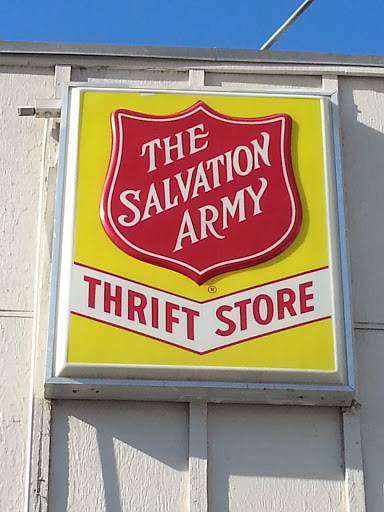 THE
SALVATION
ARMY
®
THRIFT STORE